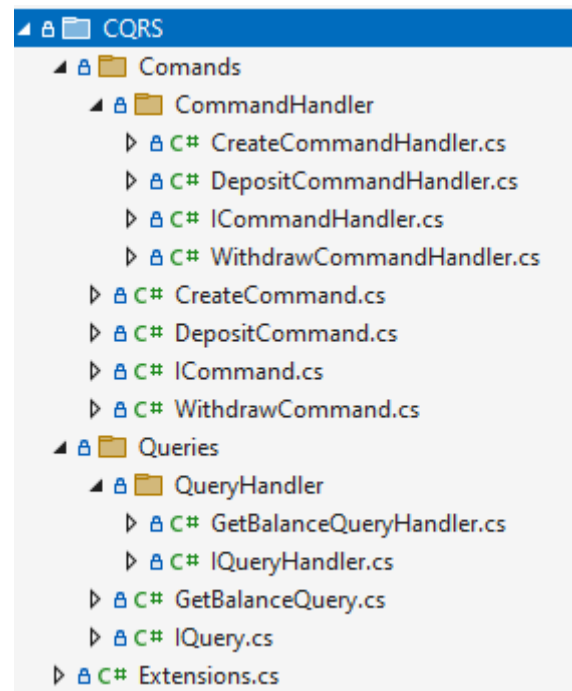 CQRS
Comands
CommandHandler
C# CreateCommandHandler.cs
C# DepositCommandHandler.cs
C# ICommandHandler.cs
C# WithdrawCommandHandler.cs
C# CreateCommand.cs
C# DepositCommand.cs
C# ICommand.cs
C# WithdrawCommand.cs
Queries
QueryHandler
C# GetBalanceQueryHandler.cs
C# IQueryHandler.cs
C# GetBalanceQuery.cs
C# IQuery.cs
C# Extensions.cs